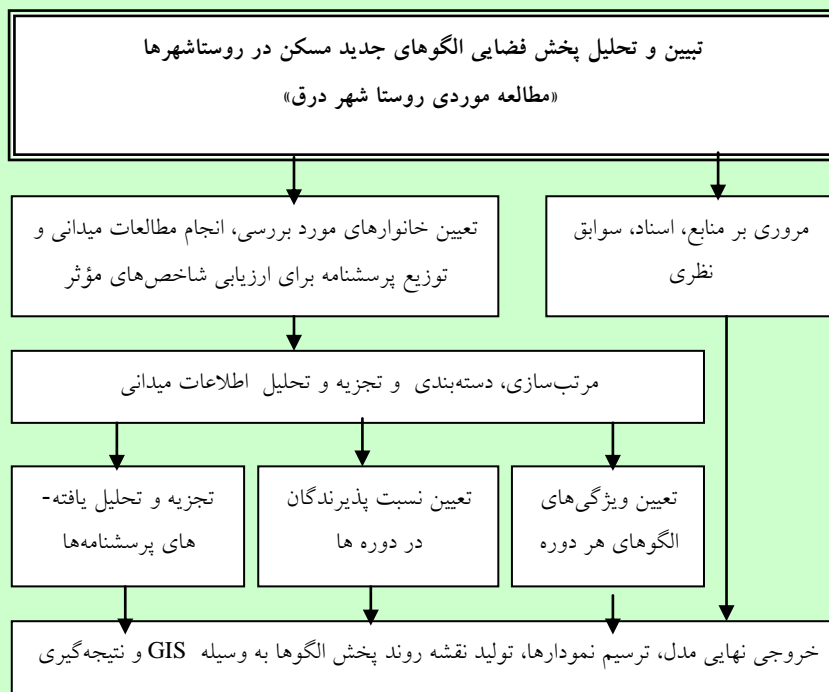 تبیین و تحلیل پخش فضایی الگوهای جدید مسکن در روستاشهرها
«مطالعه موردی روستا شهر درق»
مروری بر منابع، اسناد، سوابق
نظری
تعیین خانوارهای مورد بررسی، انجام مطالعات میدانی و
توزیع پرسشنامه برای ارزیابی شاخص‌های مؤثر
مرتب‌سازی، دسته‌بندی و تجزیه و تحلیل اطلاعات میدانی
تعیین ویژگی‌های
الگوهای هر دوره
تعیین نسبت پذیرندگان
در دوره ها
تجزیه و تحلیل یافته-
های پرسشنامه‌ها
خروجی نهایی مدل، ترسیم نمودارها، تولید نقشه روند پخش الگوها به وسیله GIS و نتیجه‌گیری